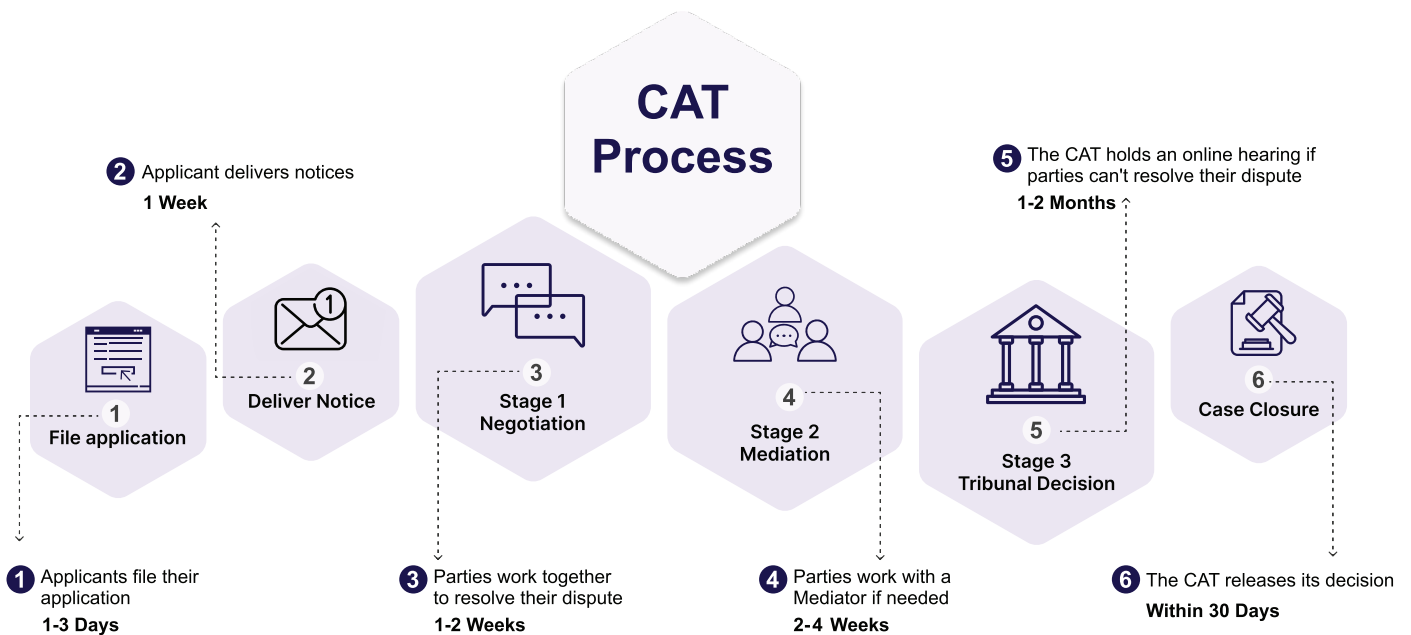 CAT
Process
2 Applicant delivers notices
1 Week
5 The CAT holds an online hearing if
parties can't resolve their dispute
1-2 Months
1
1
File application
2
Deliver Notice
3
Stage 1
Negotiation
4
Stage 2
Mediation
5
Stage 3
Tribunal Decision
6
Case Closure
1 Applicants file their
application
1-3 Days
3 Parties work together
to resolve their dispute
1-2 Weeks
4 Parties work with a
Mediator if needed
2-4 Weeks
6 The CAT releases its decision
Within 30 Days